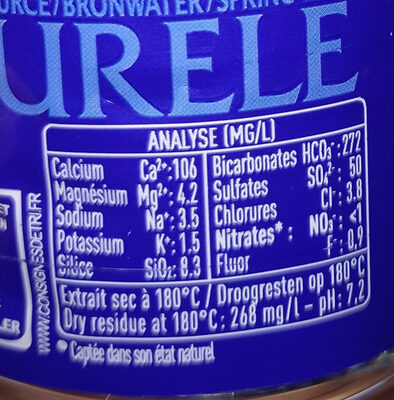 URCE/BRONWATER/SPRING
URELE
ANALYSE (MG/L)
Calcium Ca²⁺: 106
Magnésium Mg²⁺: 4.2
Sodium Na⁺: 3.5
Potassium K⁺: 1.5
Silice SiO₂: 8.3
Bicarbonates HCO₃⁻: 272
Sulfates SO₄²⁻: 50
Chlorures Cl⁻: 3.8
Nitrates*: NO₃⁻: <1
Fluor F⁻: 0.9
Extrait sec à 180°C / Droogresten op 180°C
Dry residue at 180°C : 268 mg/L – pH : 7.2
* Captée dans son état naturel
WWW.CONSIGNESDETRI.FR
LER